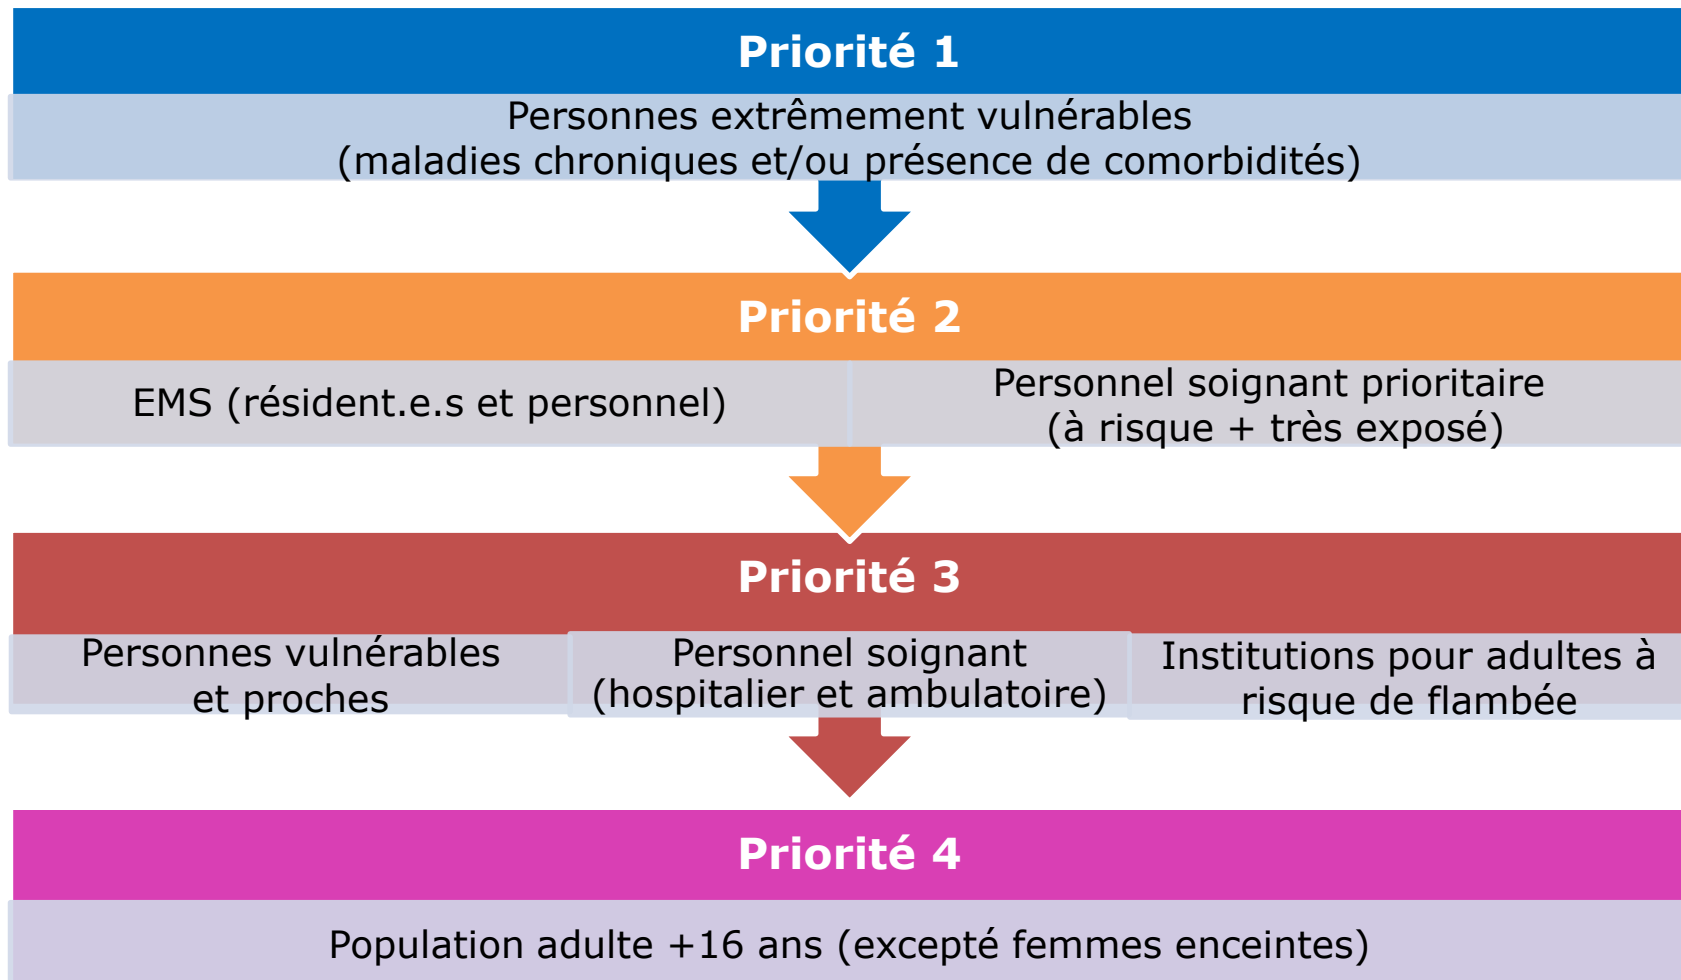 Priorité 1
Personnes extrêmement vulnérables
(maladies chroniques et/ou présence de comorbidités)
Priorité 2
EMS (résident.e.s et personnel)
Personnel soignant prioritaire
(à risque + très exposé)
Priorité 3
Personnes vulnérables
et proches
Personnel soignant
(hospitalier et ambulatoire)
Institutions pour adultes à
risque de flambée
Priorité 4
Population adulte +16 ans (excepté femmes enceintes)